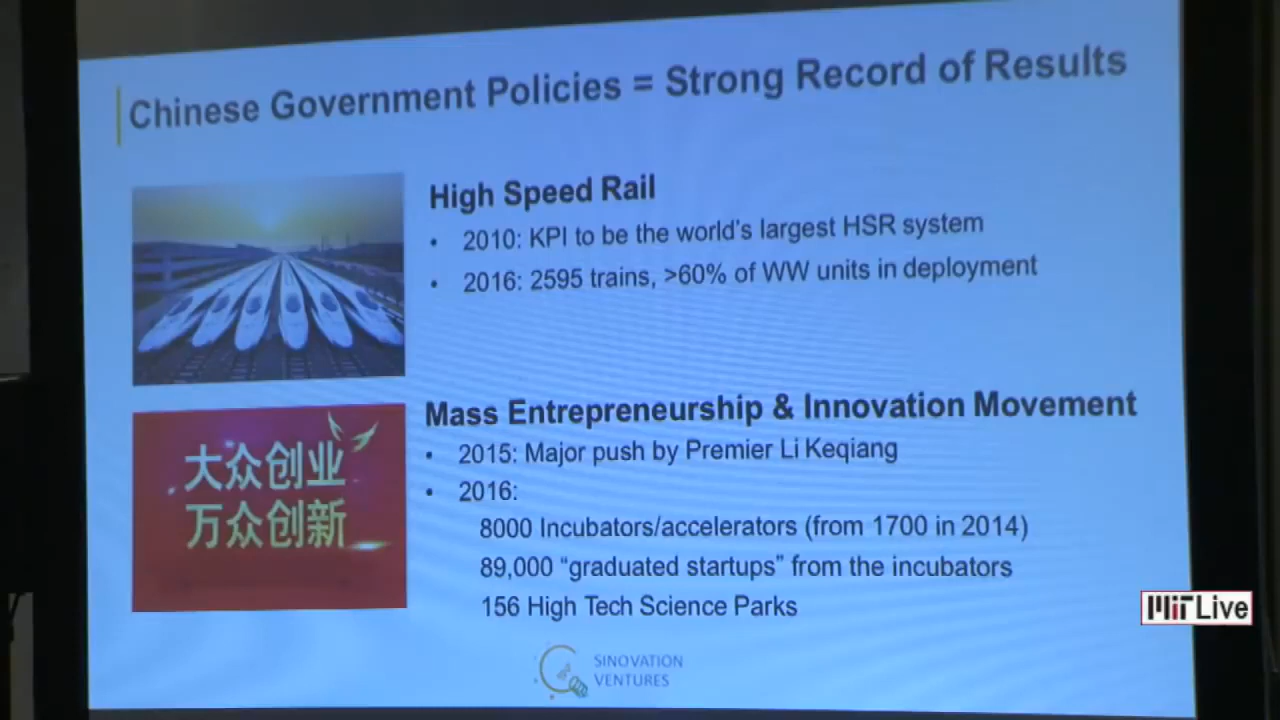 Chinese Government Policies = Strong Record of Results
High Speed Rail
• 2010: KPI to be the world's largest HSR system
• 2016: 2595 trains, >60% of WW units in deployment
大众创业
万众创新
Mass Entrepreneurship & Innovation Movement
• 2015: Major push by Premier Li Keqiang
• 2016:
8000 Incubators/accelerators (from 1700 in 2014)
89,000 “graduated startups” from the incubators
156 High Tech Science Parks
SINOVATION
VENTURES
MIT Live